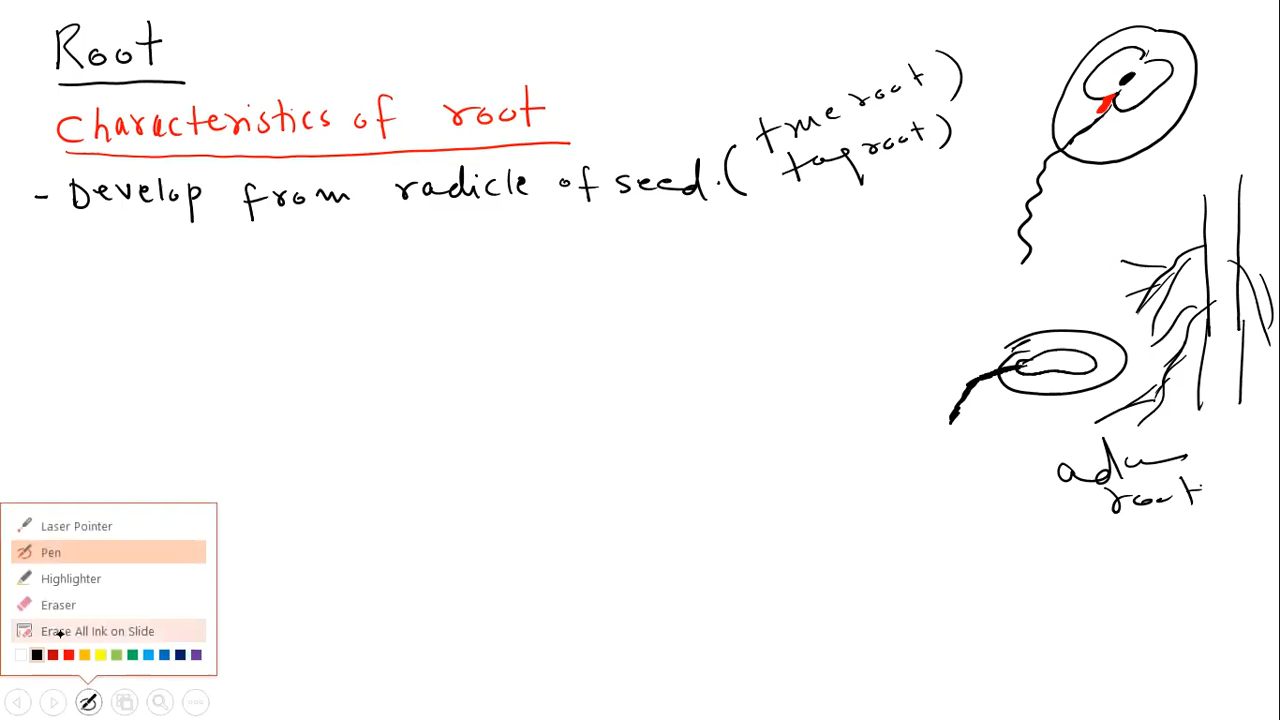 Root
Characteristics of root
- Develop from radicle of seed. (true root)
tap root)
root
Laser Pointer
Pen
Highlighter
Eraser
Erase All Ink on Slide